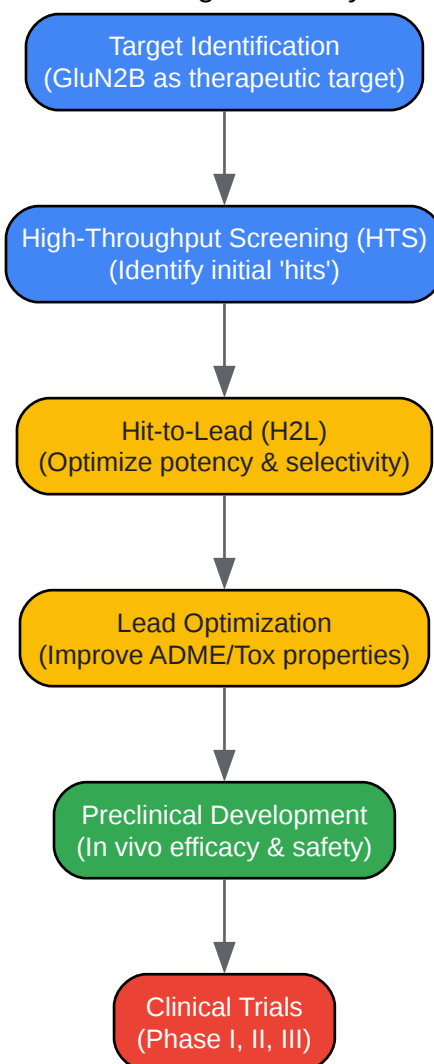 Target Identification
(GluN2B as therapeutic target)
High-Throughput Screening (HTS)
(Identify initial 'hits')
Hit-to-Lead (H2L)
(Optimize potency & selectivity)
Lead Optimization
(Improve ADME/Tox properties)
Preclinical Development
(In vivo efficacy & safety)
Clinical Trials
(Phase I, II, III)